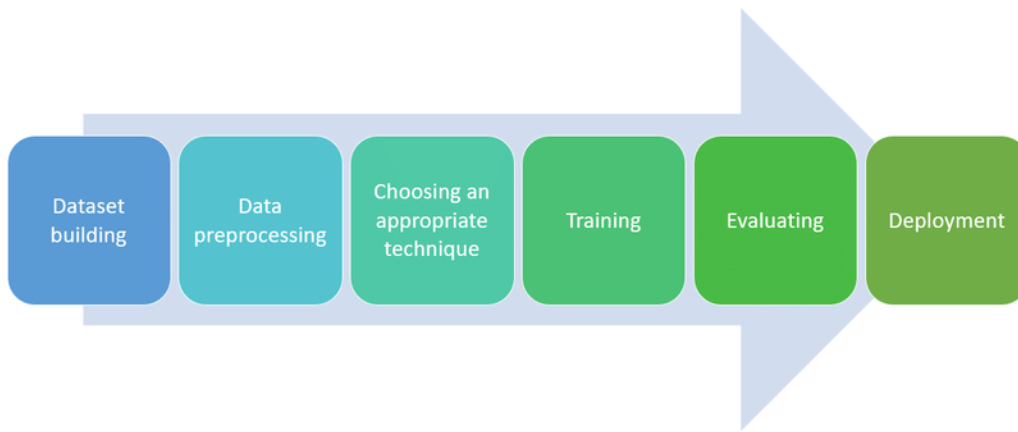 Dataset
building
Data
preprocessing
Choosing an
appropriate
technique
Training
Evaluating
Deployment